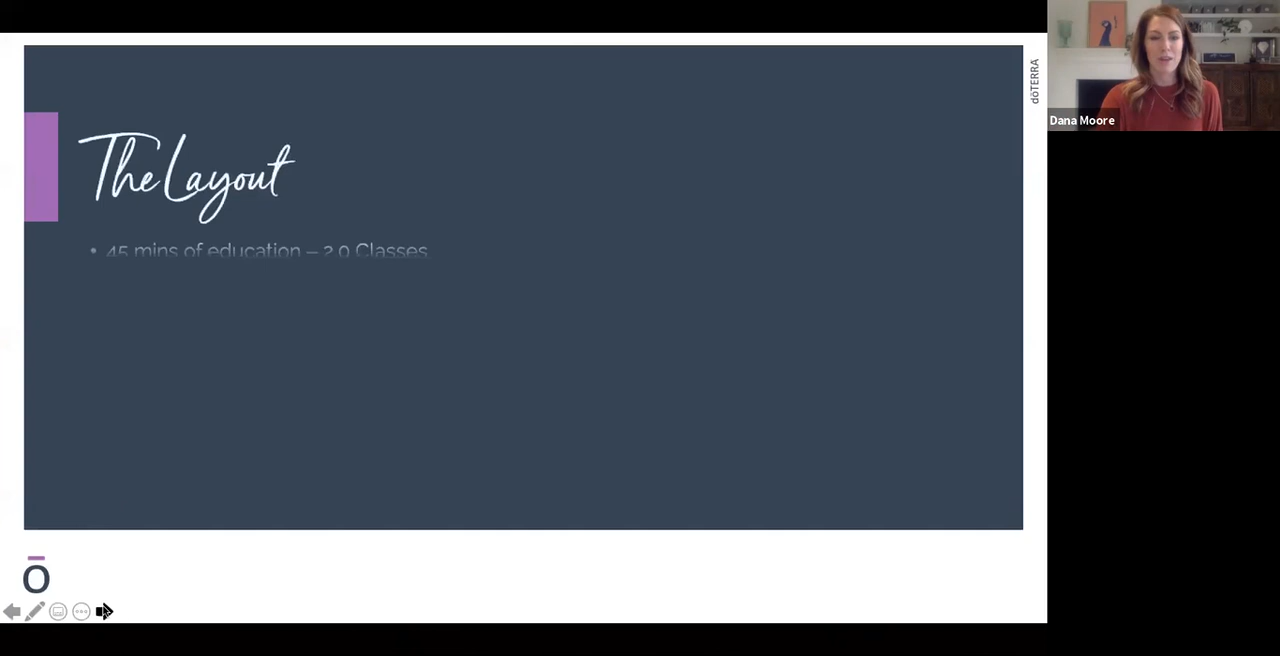 The Layout
• 45 mins of education – 2.0 Classes
dōTERRA
Dana Moore
ō